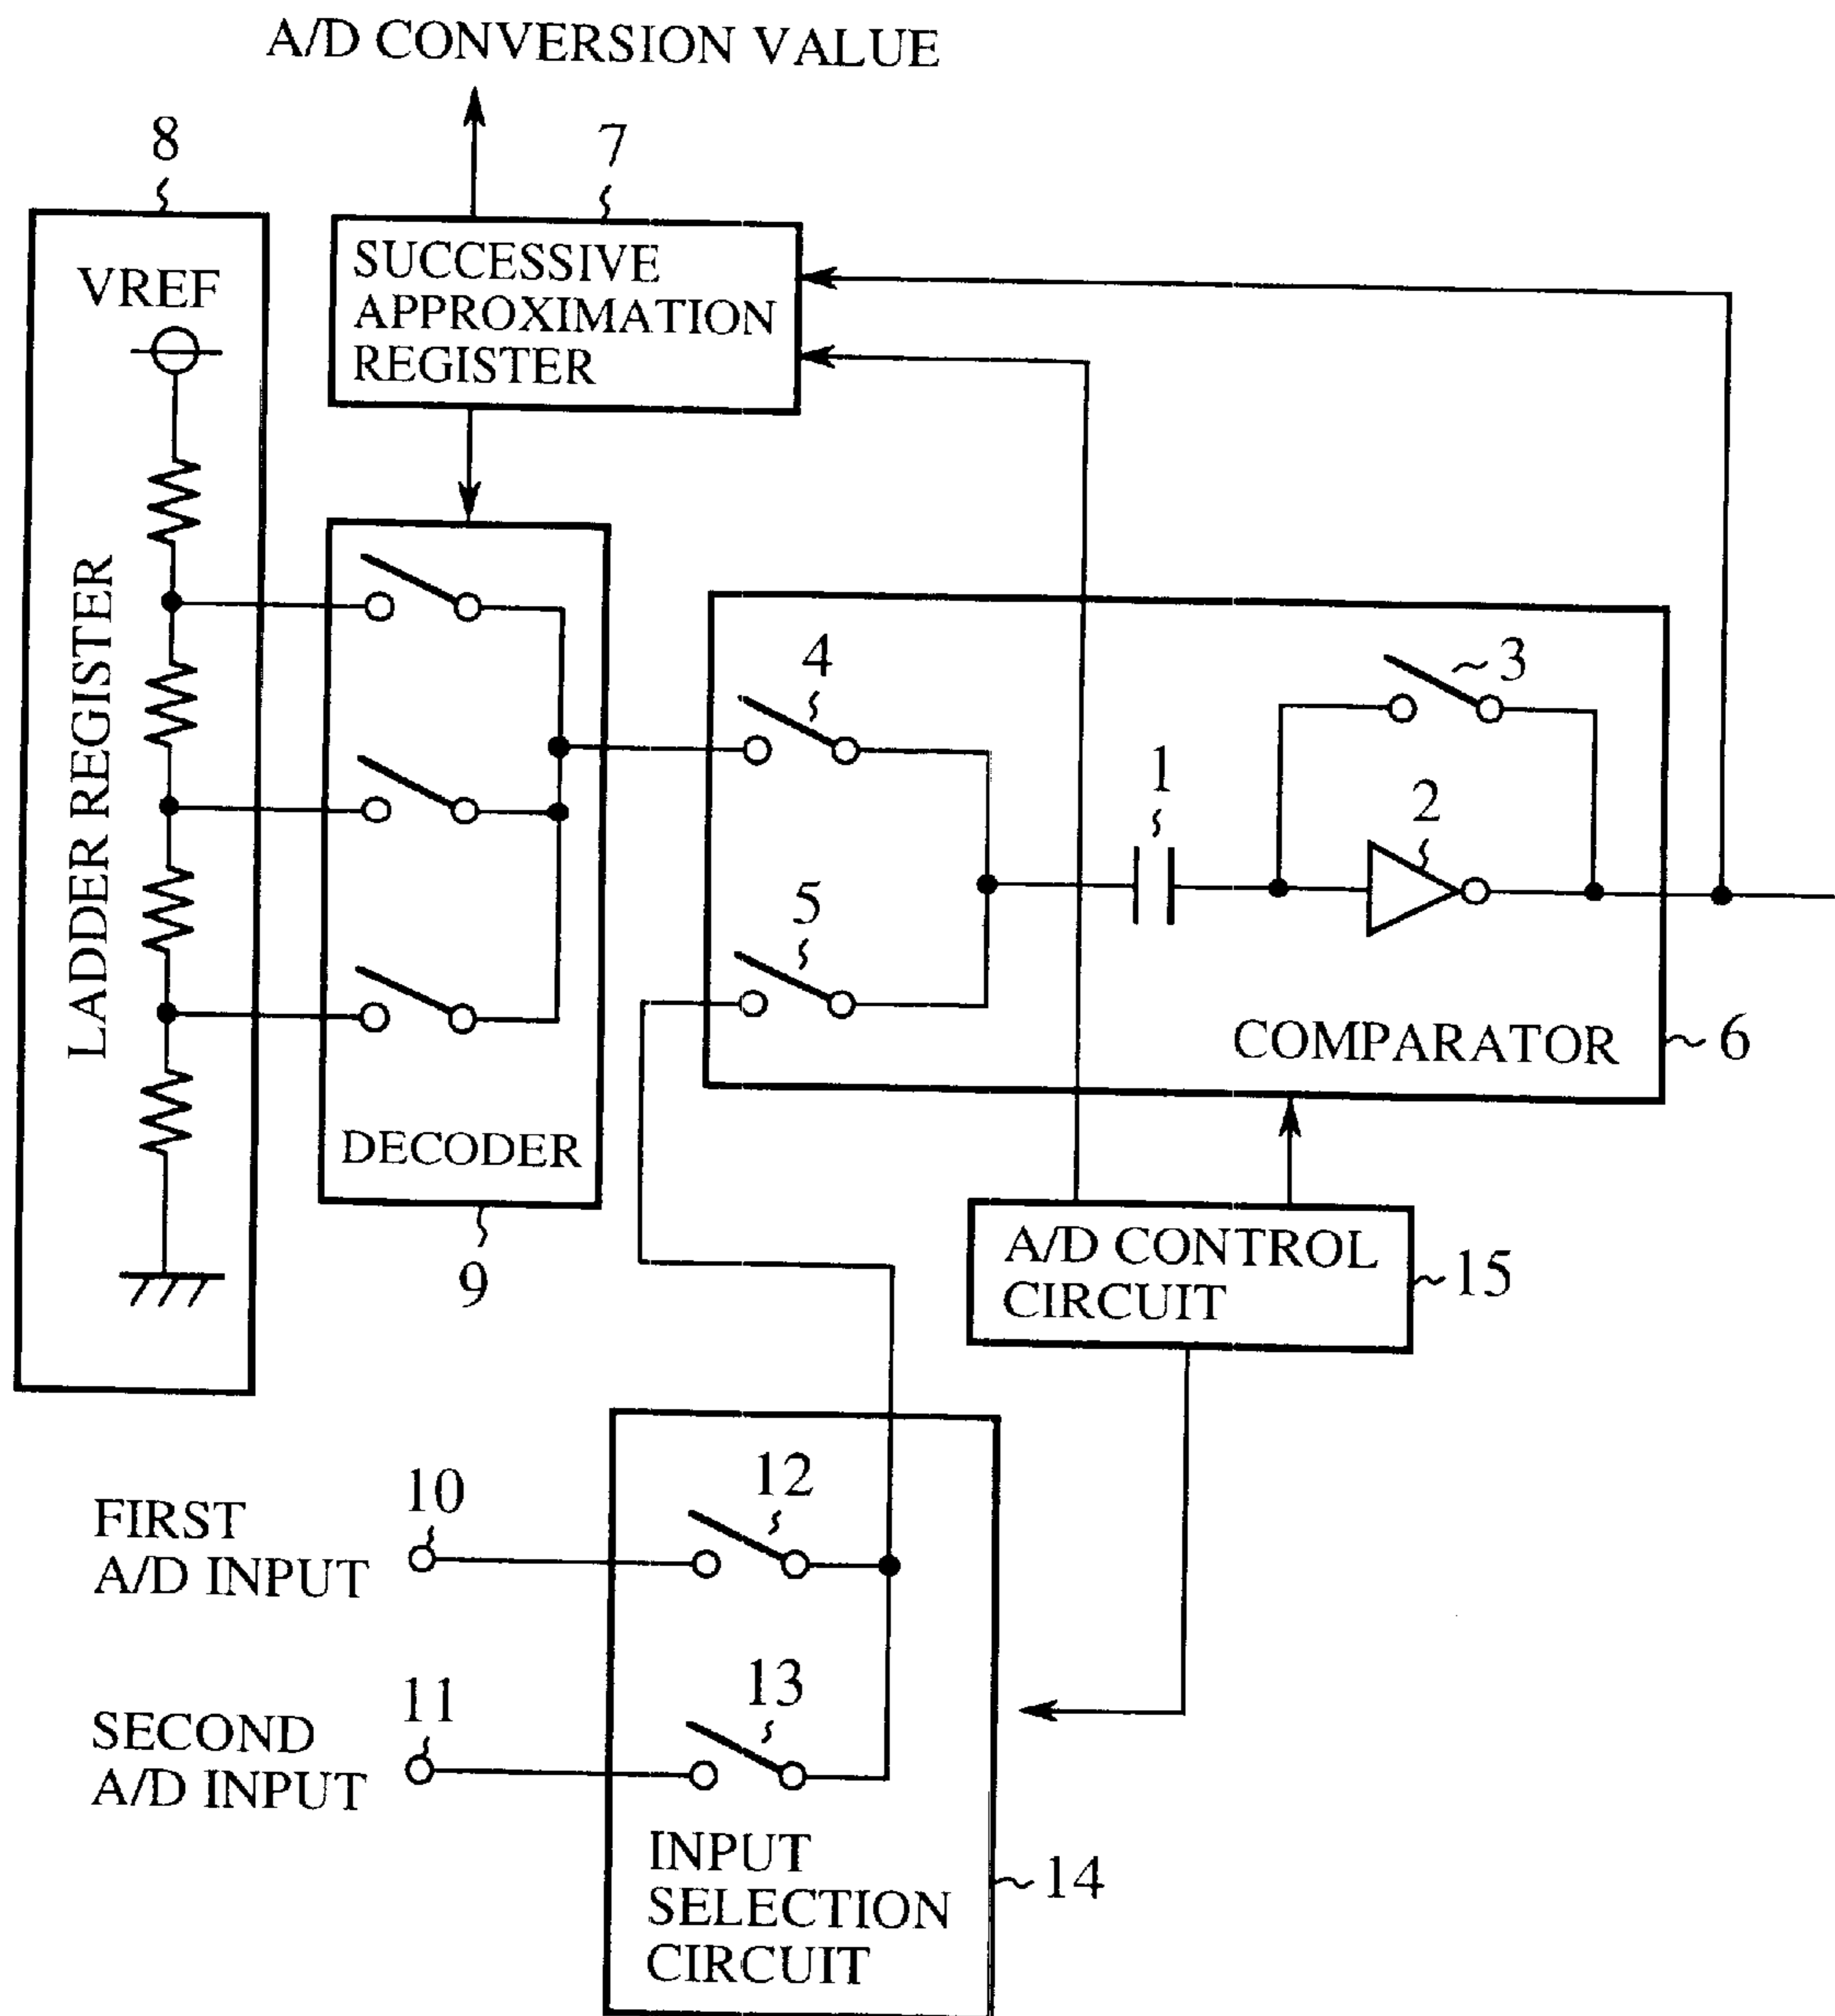 A/D CONVERSION VALUE
8
7
VREF
SUCCESSIVE
APPROXIMATION
REGISTER
LADDER REGISTER
4
3
1
2
5
COMPARATOR
6
DECODER
9
A/D CONTROL
CIRCUIT
15
FIRST
A/D INPUT
10
12
SECOND
A/D INPUT
11
13
INPUT
SELECTION
CIRCUIT
14